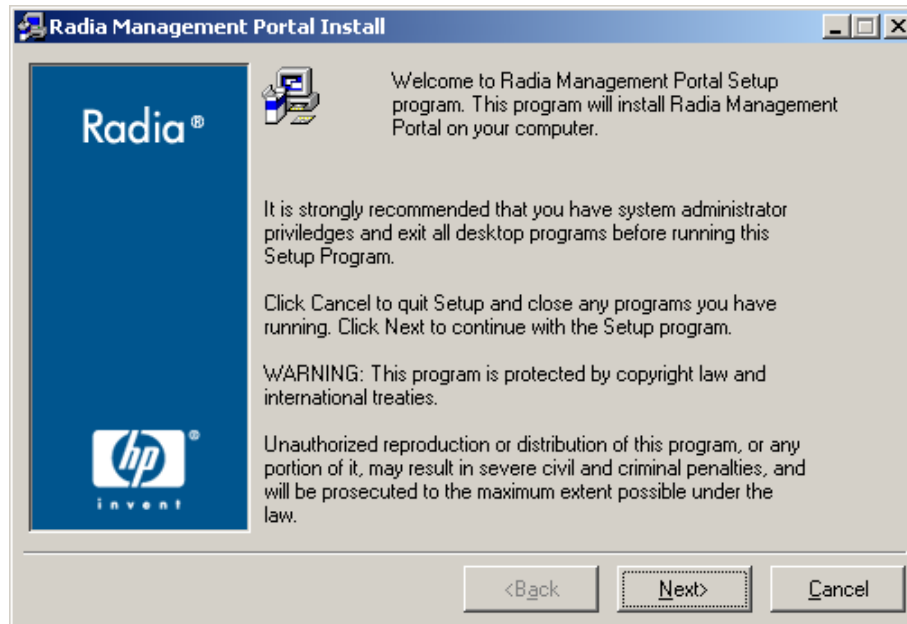 Radia Management Portal Install
Radia®
Welcome to Radia Management Portal Setup
program. This program will install Radia Management
Portal on your computer.
It is strongly recommended that you have system administrator
priviledges and exit all desktop programs before running this
Setup Program.
Click Cancel to quit Setup and close any programs you have
running. Click Next to continue with the Setup program.
WARNING: This program is protected by copyright law and
international treaties.
Unauthorized reproduction or distribution of this program, or any
portion of it, may result in severe civil and criminal penalties, and
will be prosecuted to the maximum extent possible under the
law.
hp®
invent
<Back
Next>
Cancel